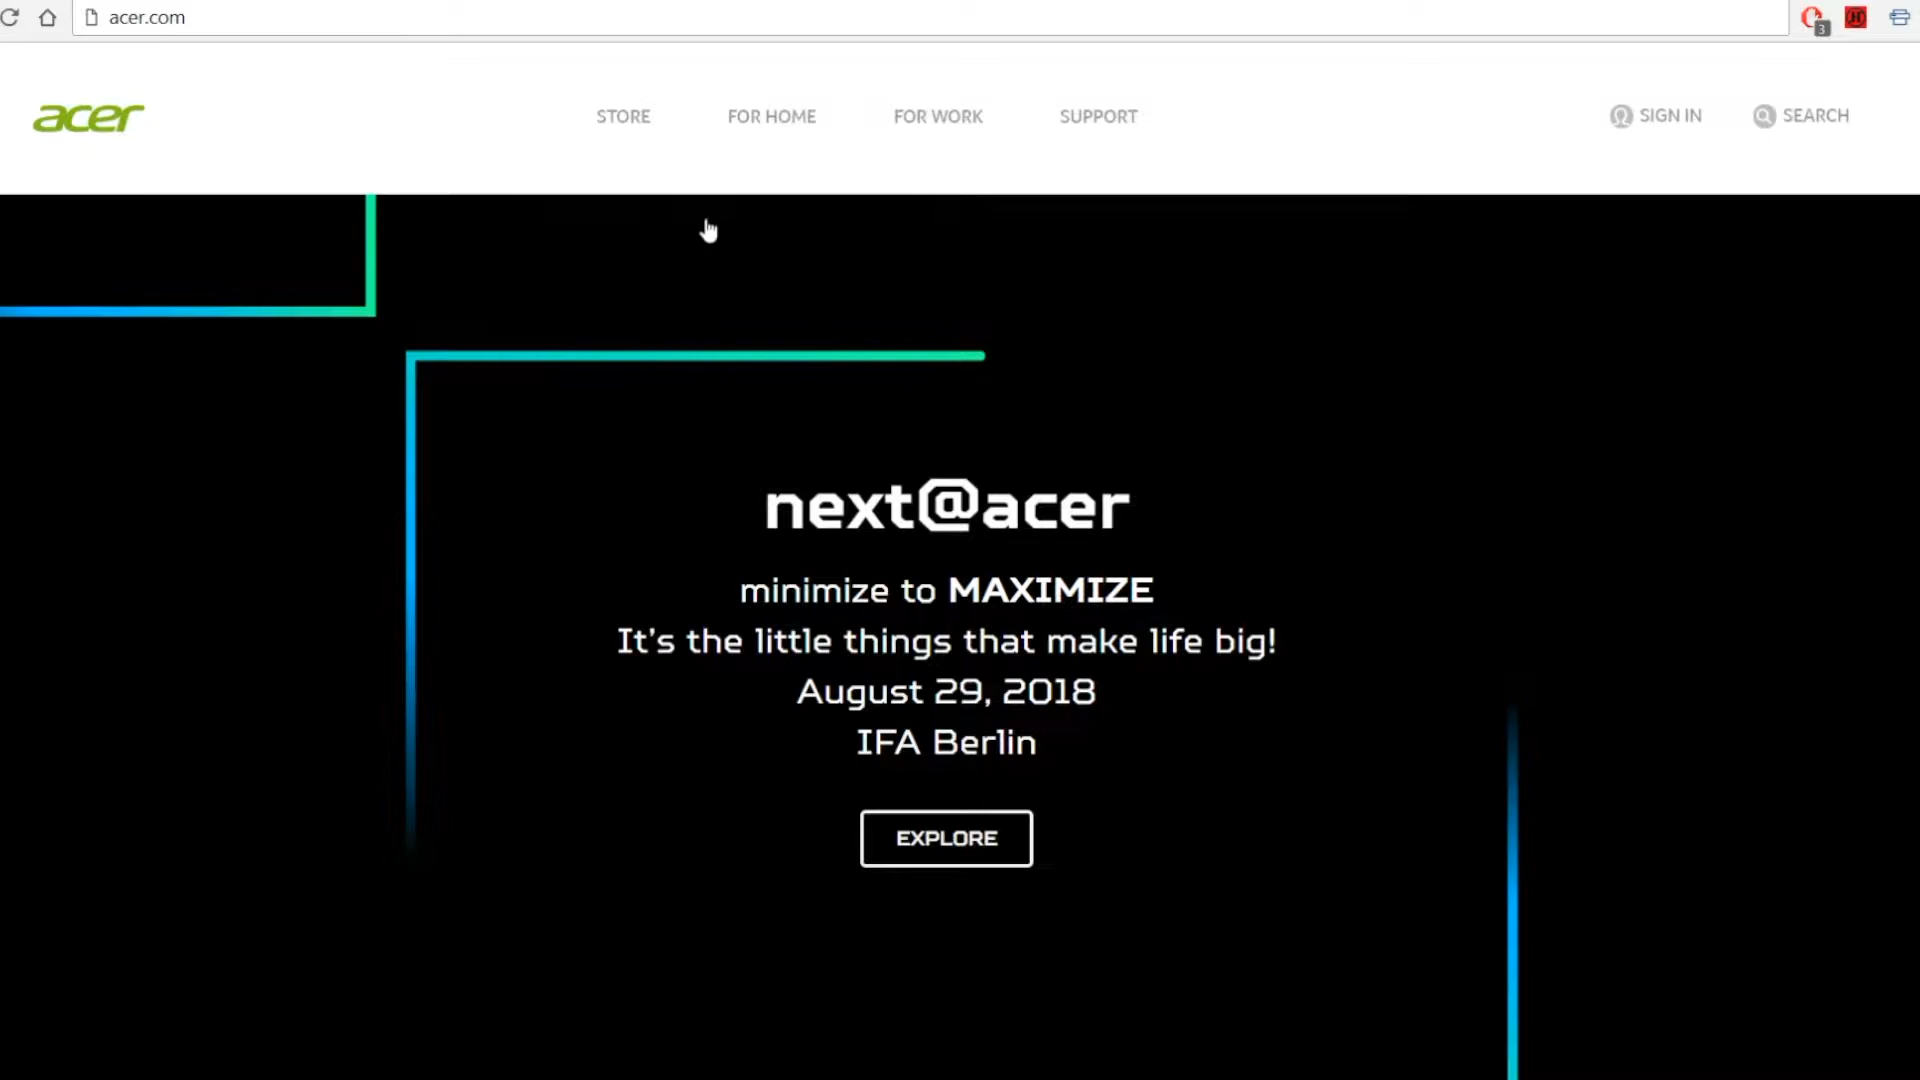 acer.com
3
acer
STORE FOR HOME FOR WORK SUPPORT SIGN IN SEARCH
next@acer
minimize to MAXIMIZE
It's the little things that make life big!
August 29, 2018
IFA Berlin
EXPLORE